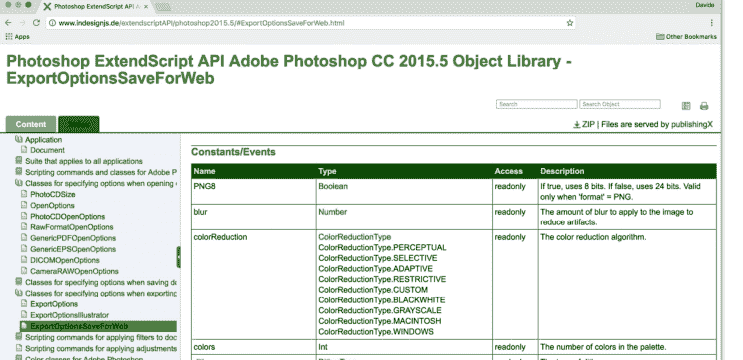 Photoshop ExtendScript API A
Davide
www.indesignjs.de/extendscriptAPI/photoshop2015.5/#ExportOptionsSaveForWeb.html
Apps
Other Bookmarks
Photoshop ExtendScript API Adobe Photoshop CC 2015.5 Object Library -
ExportOptionsSaveForWeb
Search
Search Object
Content
ZIP | Files are served by publishingX
Application
Document
Suite that applies to all applications
Scripting commands and classes for Adobe P
Classes for specifying options when opening
PhotoCDSize
OpenOptions
PhotoCDOpenOptions
RawFormatOpenOptions
GenericPDFOpenOptions
GenericEPSOpenOptions
DICOMOpenOptions
CameraRAWOpenOptions
Classes for specifying options when saving do
Classes for specifying options when exporting
ExportOptions
ExportOptionsIllustrator
ExportOptionsSaveForWeb
Scripting commands for applying filters to doc
Scripting commands for applying adjustments
Color classes for Adobe Photoshop
Constants/Events
Name Type Access Description
PNG8 Boolean readonly If true, uses 8 bits. If false, uses 24 bits. Valid
only when 'format' = PNG.
blur Number readonly The amount of blur to apply to the image to
reduce artifacts.
colorReduction ColorReductionType readonly The color reduction algorithm.
ColorReductionType.PERCEPTUAL
ColorReductionType.SELECTIVE
ColorReductionType.ADAPTIVE
ColorReductionType.RESTRICTIVE
ColorReductionType.CUSTOM
ColorReductionType.BLACKWHITE
ColorReductionType.GRAYSCALE
ColorReductionType.MACINTOSH
ColorReductionType.WINDOWS
colors Int readonly The number of colors in the palette.